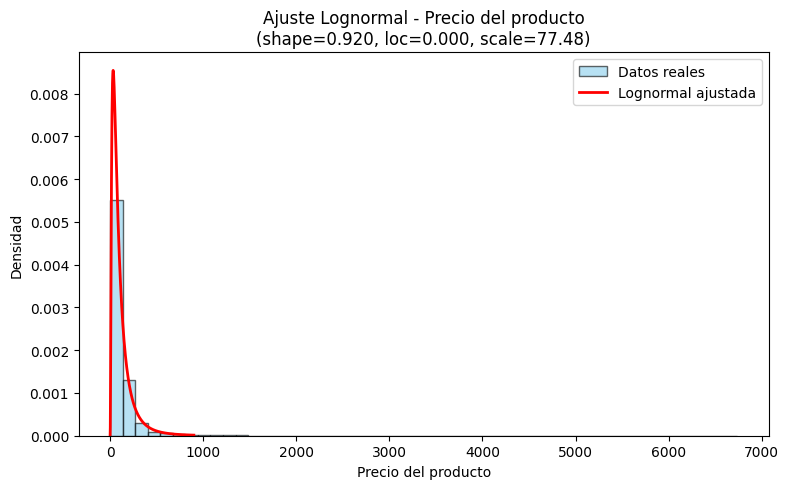 Ajuste Lognormal - Precio del producto
(shape=0.920, loc=0.000, scale=77.48)
Datos reales
Lognormal ajustada
Densidad
0.008
0.007
0.006
0.005
0.004
0.003
0.002
0.001
0.000
0 1000 2000 3000 4000 5000 6000 7000
Precio del producto